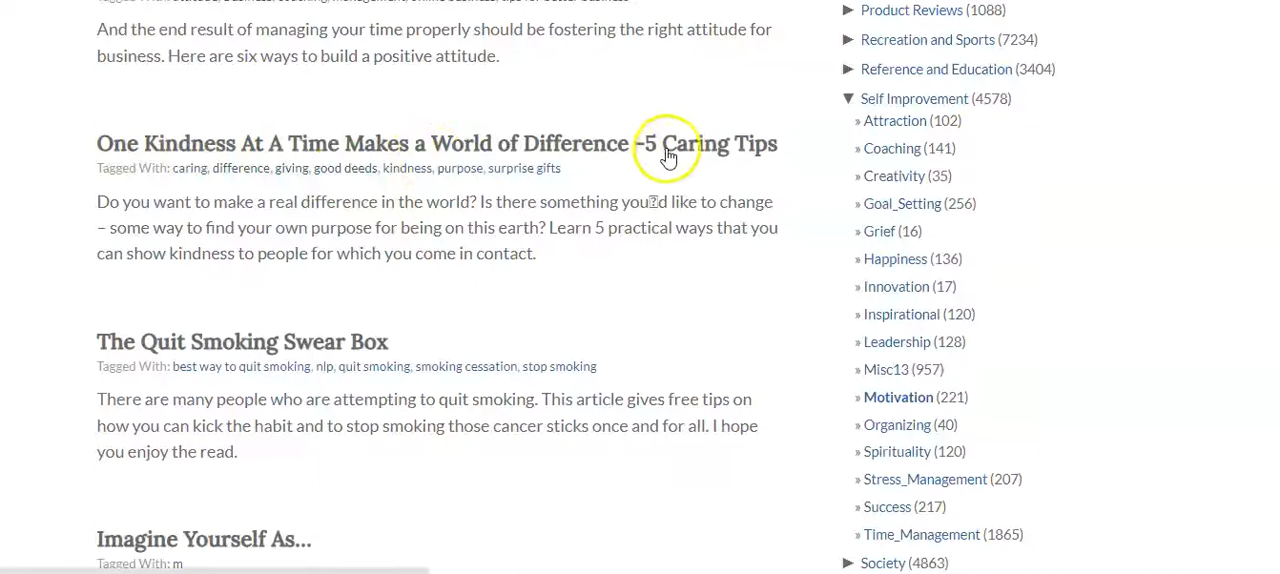 And the end result of managing your time properly should be fostering the right attitude for
business. Here are six ways to build a positive attitude.
One Kindness At A Time Makes a World of Difference -5 Caring Tips
Tagged With: caring, difference, giving, good deeds, kindness, purpose, surprise gifts
Do you want to make a real difference in the world? Is there something you▯d like to change
– some way to find your own purpose for being on this earth? Learn 5 practical ways that you
can show kindness to people for which you come in contact.
The Quit Smoking Swear Box
Tagged With: best way to quit smoking, nlp, quit smoking, smoking cessation, stop smoking
There are many people who are attempting to quit smoking. This article gives free tips on
how you can kick the habit and to stop smoking those cancer sticks once and for all. I hope
you enjoy the read.
Imagine Yourself As...
Tagged With: m
► Product Reviews (1088)
► Recreation and Sports (7234)
► Reference and Education (3404)
▼ Self Improvement (4578)
» Attraction (102)
» Coaching (141)
» Creativity (35)
» Goal_Setting (256)
» Grief (16)
» Happiness (136)
» Innovation (17)
» Inspirational (120)
» Leadership (128)
» Misc13 (957)
» Motivation (221)
» Organizing (40)
» Spirituality (120)
» Stress_Management (207)
» Success (217)
» Time_Management (1865)
► Society (4863)